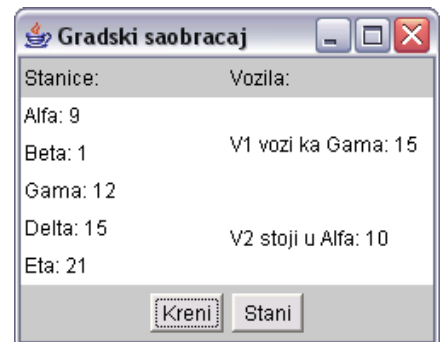 Gradski saobracaj
Stanice:
Vozila:
Alfa: 9
Beta: 1
Gama: 12
Delta: 15
Eta: 21
V1 vozi ka Gama: 15
V2 stoji u Alfa: 10
Kreni
Stani